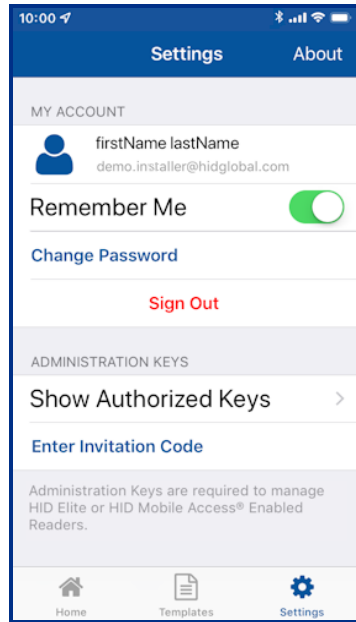 10:00
Settings
About
MY ACCOUNT
firstName lastName
demo.installer@hidglobal.com
Remember Me
Change Password
Sign Out
ADMINISTRATION KEYS
Show Authorized Keys
Enter Invitation Code
Administration Keys are required to manage
HID Elite or HID Mobile Access® Enabled
Readers.
Home
Templates
Settings